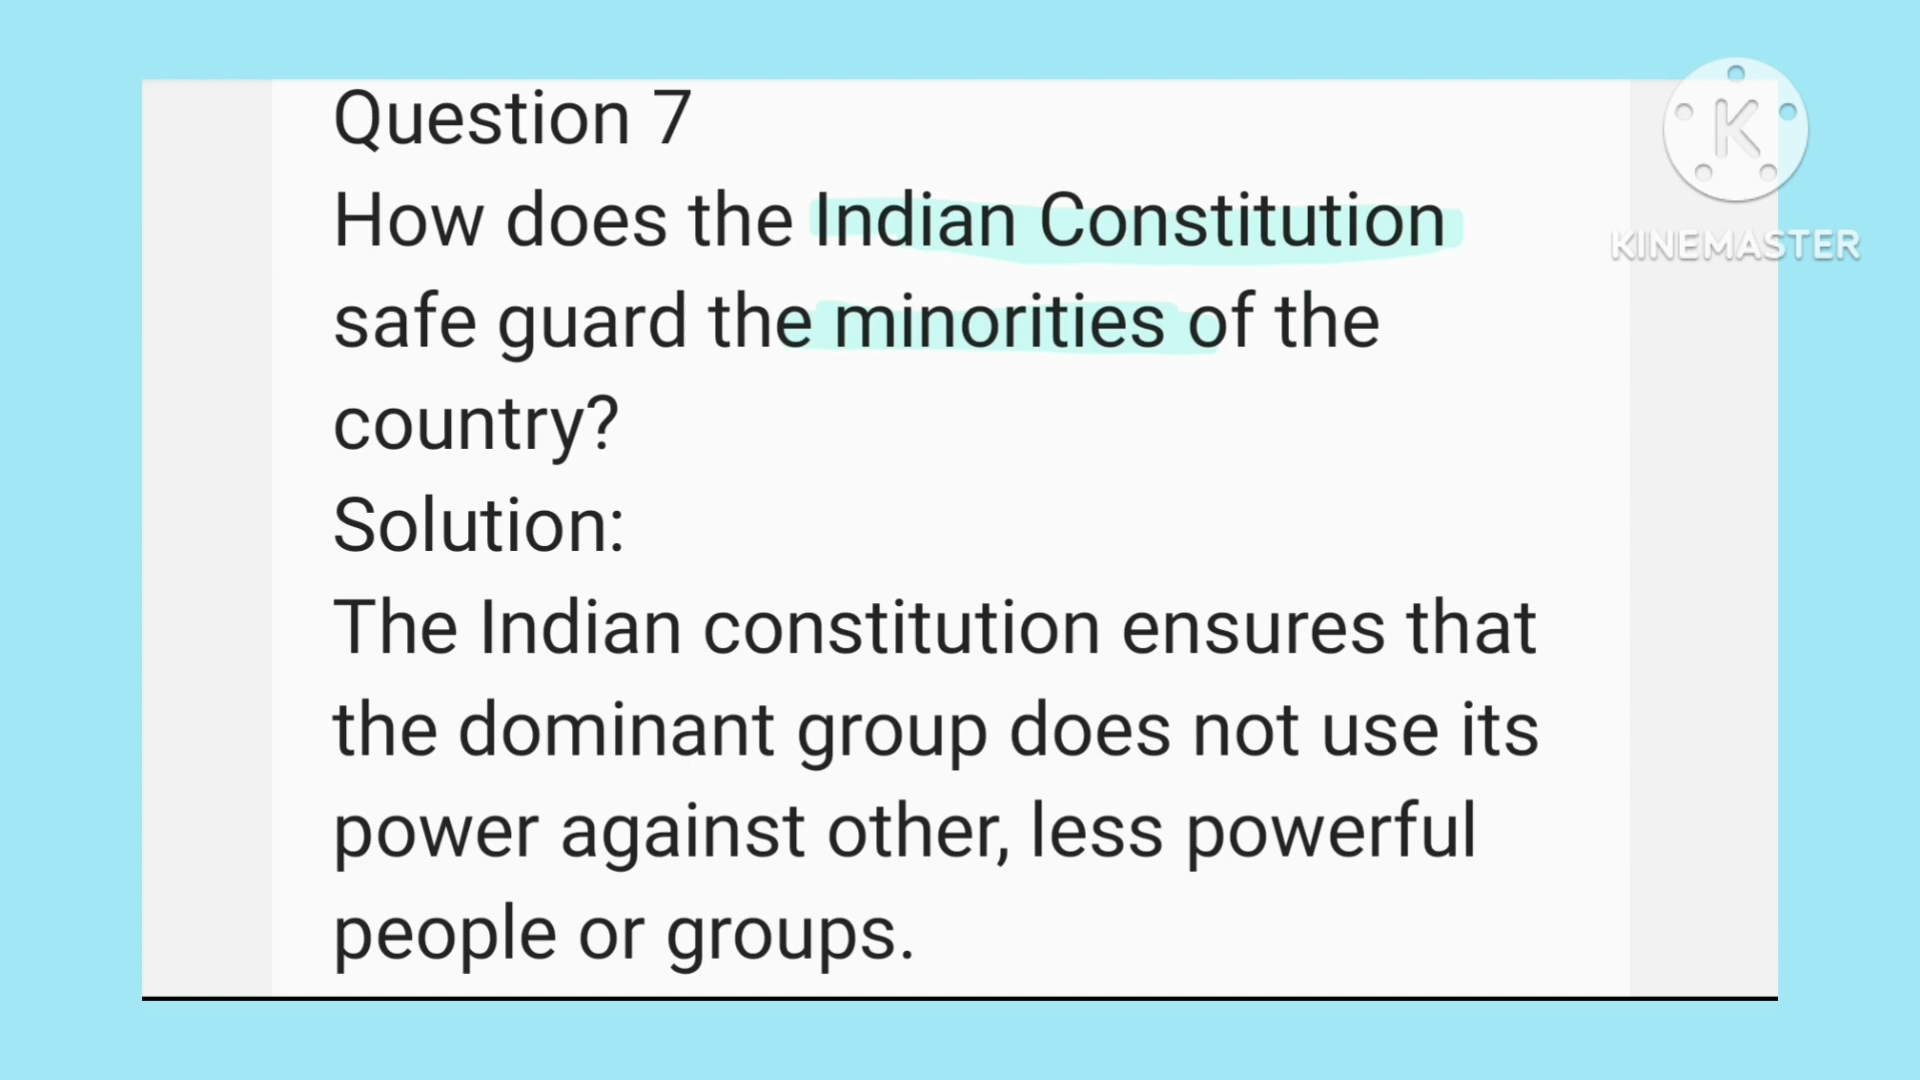 Question 7
How does the Indian Constitution
safe guard the minorities of the
country?
Solution:
The Indian constitution ensures that
the dominant group does not use its
power against other, less powerful
people or groups.
K
KINEMASTER